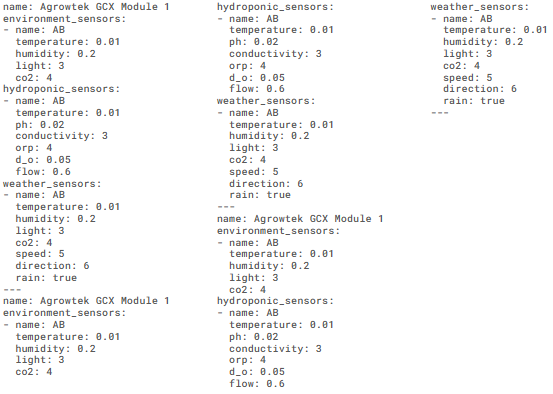 name: Agrowtek GCX Module 1
environment_sensors:
- name: AB
  temperature: 0.01
  humidity: 0.2
  light: 3
  co2: 4
hydroponic_sensors:
- name: AB
  temperature: 0.01
  ph: 0.02
  conductivity: 3
  orp: 4
  d_o: 0.05
  flow: 0.6
weather_sensors:
- name: AB
  temperature: 0.01
  humidity: 0.2
  light: 3
  co2: 4
  speed: 5
  direction: 6
  rain: true
---
name: Agrowtek GCX Module 1
environment_sensors:
- name: AB
  temperature: 0.01
  humidity: 0.2
  light: 3
  co2: 4
hydroponic_sensors:
- name: AB
  temperature: 0.01
  ph: 0.02
  conductivity: 3
  orp: 4
  d_o: 0.05
  flow: 0.6
weather_sensors:
- name: AB
  temperature: 0.01
  humidity: 0.2
  light: 3
  co2: 4
  speed: 5
  direction: 6
  rain: true
---
name: Agrowtek GCX Module 1
environment_sensors:
- name: AB
  temperature: 0.01
  humidity: 0.2
  light: 3
  co2: 4
hydroponic_sensors:
- name: AB
  temperature: 0.01
  ph: 0.02
  conductivity: 3
  orp: 4
  d_o: 0.05
  flow: 0.6
weather_sensors:
- name: AB
  temperature: 0.01
  humidity: 0.2
  light: 3
  co2: 4
  speed: 5
  direction: 6
  rain: true
---